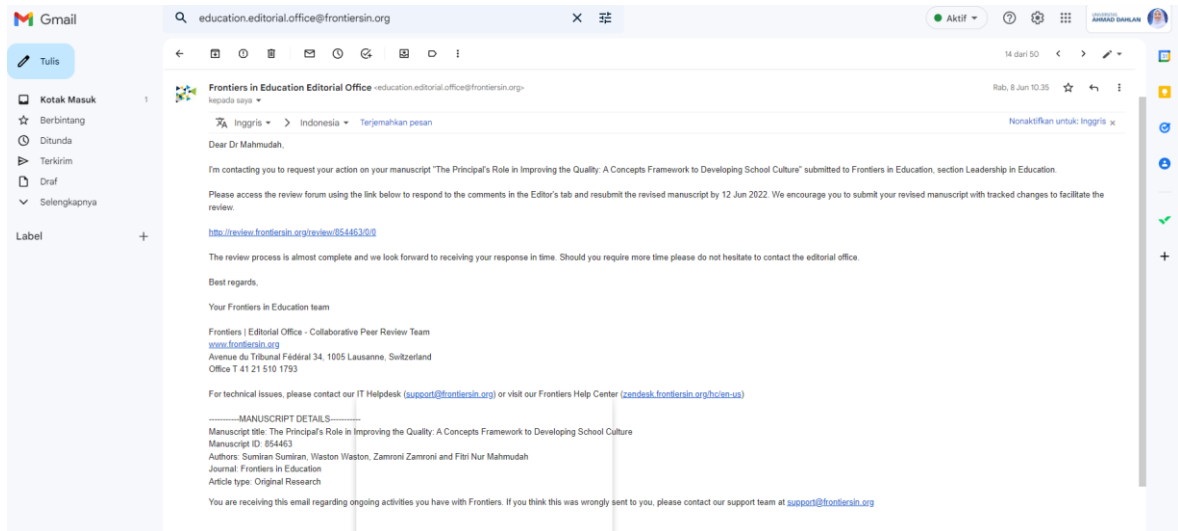 Gmail
education.editorial.office@frontiersin.org
Aktif
UNIVERSITAS
AHMAD DAHLAN
Tulis
14 dari 50
Kotak Masuk 1
Berbintang
Ditunda
Terkirim
Draf
Selengkapnya
Label
Frontiers in Education Editorial Office <education.editorial.office@frontiersin.org>
Rab, 8 Jun 10.35
kepada saya
Inggris > Indonesia Terjemahkan pesan
Nonaktifkan untuk: Inggris x
Dear Dr Mahmudah,
I'm contacting you to request your action on your manuscript "The Principal's Role in Improving the Quality: A Concepts Framework to Developing School Culture" submitted to Frontiers in Education, section Leadership in Education.
Please access the review forum using the link below to respond to the comments in the Editor's tab and resubmit the revised manuscript by 12 Jun 2022. We encourage you to submit your revised manuscript with tracked changes to facilitate the
review.
http://review.frontiersin.org/review/854463/0/0
The review process is almost complete and we look forward to receiving your response in time. Should you require more time please do not hesitate to contact the editorial office.
Best regards,
Your Frontiers in Education team
Frontiers | Editorial Office - Collaborative Peer Review Team
www.frontiersin.org
Avenue du Tribunal Fédéral 34, 1005 Lausanne, Switzerland
Office T 41 21 510 1793
For technical issues, please contact our IT Helpdesk (support@frontiersin.org) or visit our Frontiers Help Center (zendesk.frontiersin.org/hc/en-us)
-----------MANUSCRIPT DETAILS-----------
Manuscript title: The Principal's Role in Improving the Quality: A Concepts Framework to Developing School Culture
Manuscript ID: 854463
Authors: Sumiran Sumiran, Waston Waston, Zamroni Zamroni and Fitri Nur Mahmudah
Journal: Frontiers in Education
Article type: Original Research
You are receiving this email regarding ongoing activities you have with Frontiers. If you think this was wrongly sent to you, please contact our support team at support@frontiersin.org